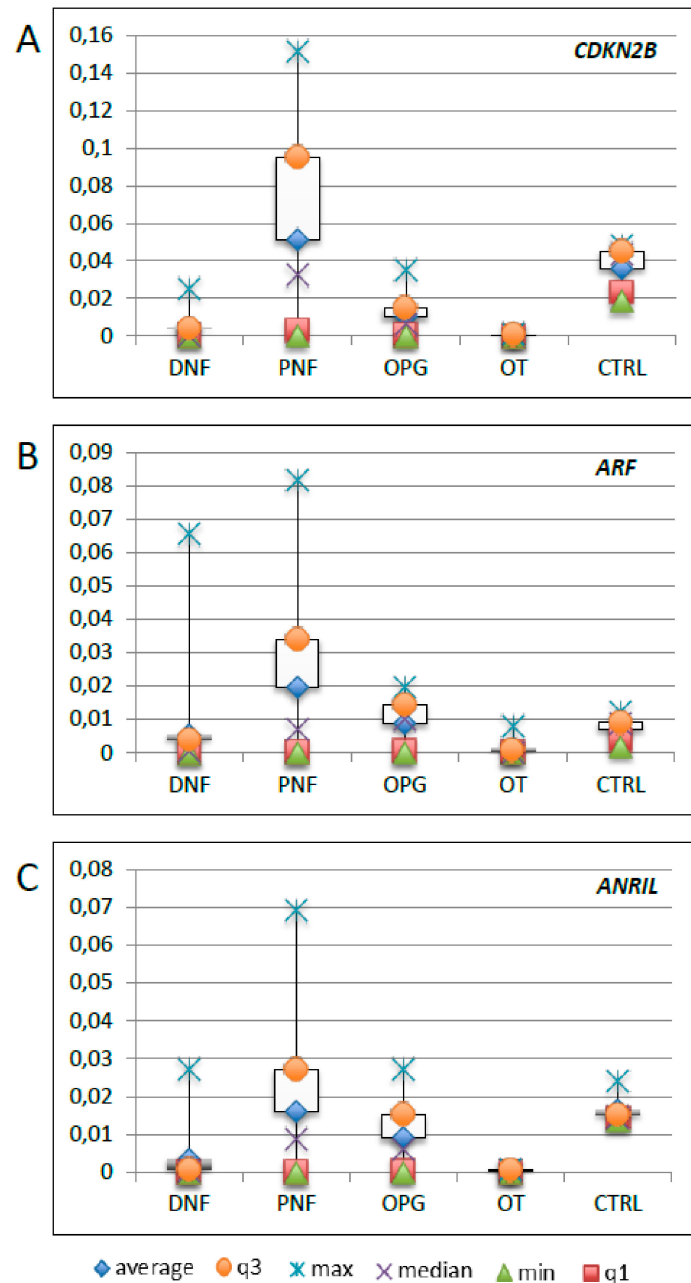 A
CDKN2B
0,16
0,14
0,12
0,1
0,08
0,06
0,04
0,02
0
DNF PNF OPG OT CTRL
B
ARF
0,09
0,08
0,07
0,06
0,05
0,04
0,03
0,02
0,01
0
DNF PNF OPG OT CTRL
C
ANRIL
0,08
0,07
0,06
0,05
0,04
0,03
0,02
0,01
0
DNF PNF OPG OT CTRL
average q3 max median min q1